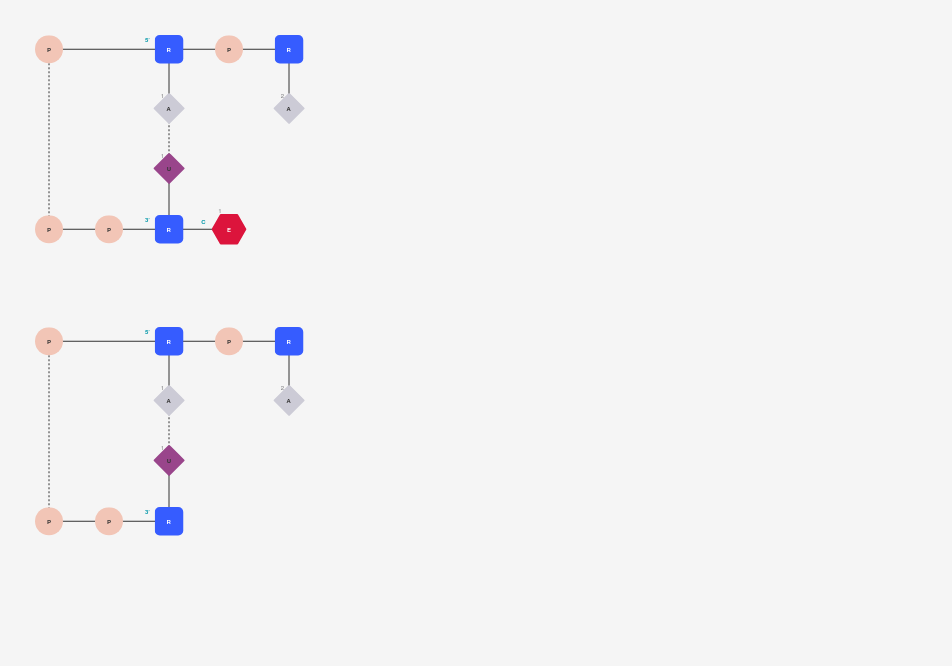 P 5' R P R
1 A 2 A
1 U
1
P P 3' R C E
P 5' R P R
1 A 2 A
1 U
P P 3' R